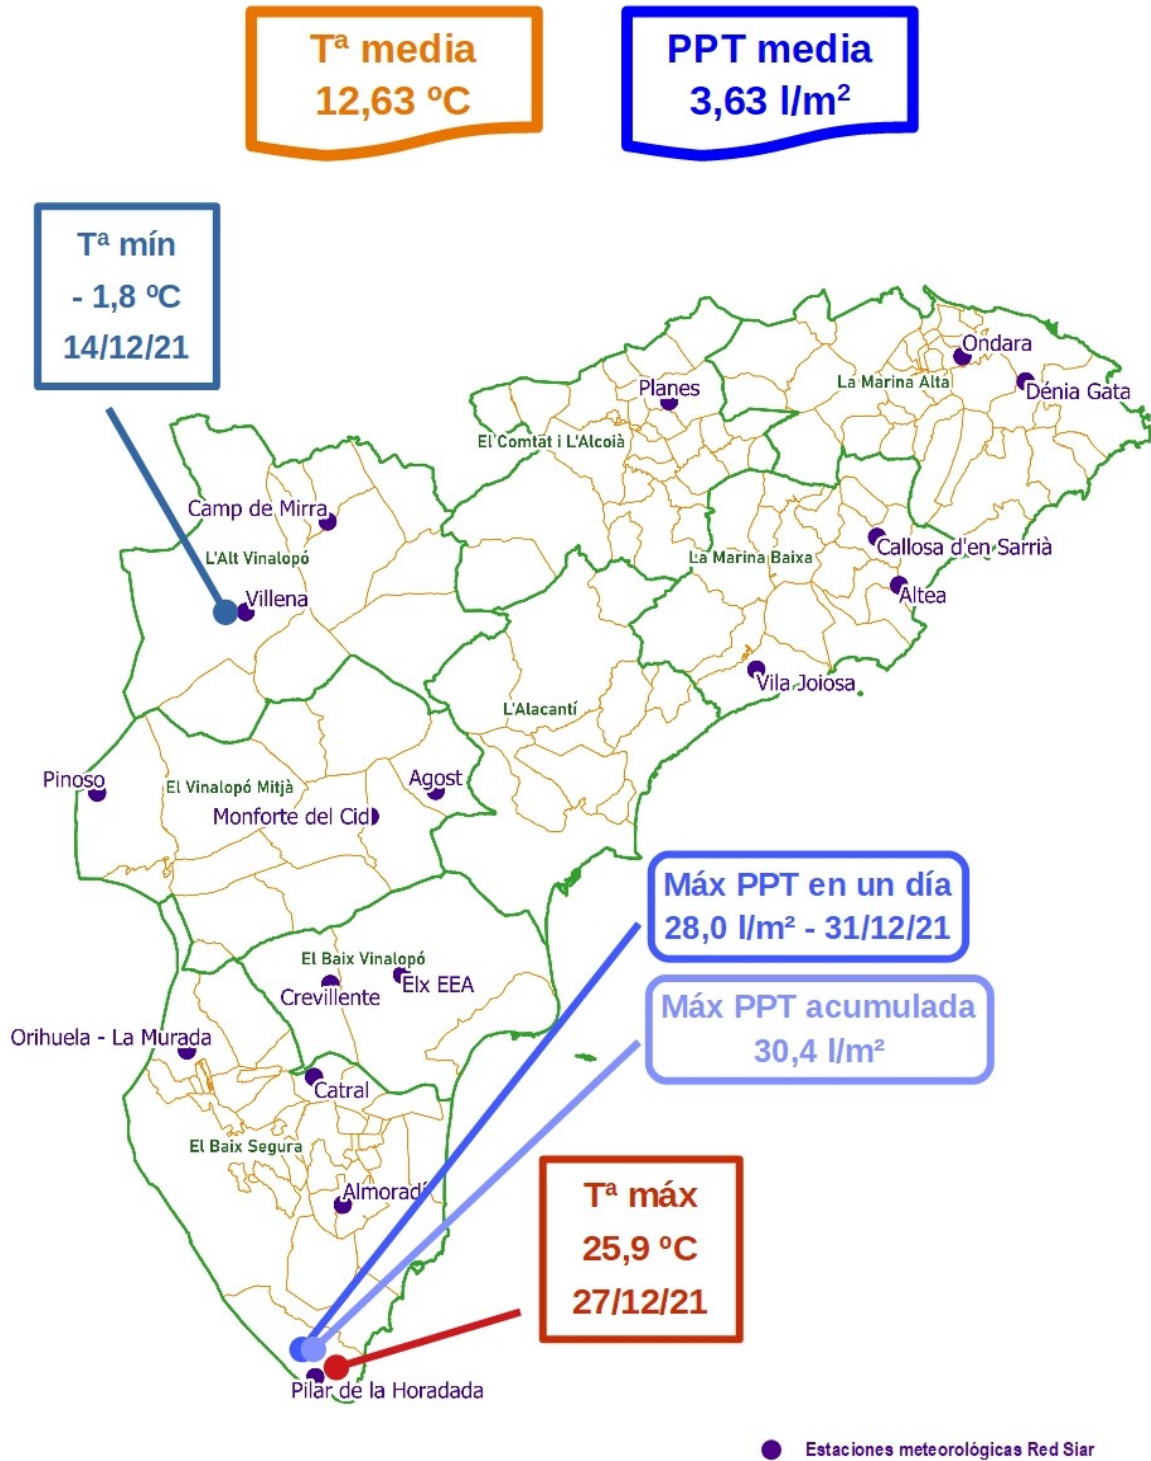 Tª media
12,63 ºC
PPT media
3,63 l/m²
Tª mín
- 1,8 ºC
14/12/21
Ondara
La Marina Alta
Dénia Gata
Planes
El Comtat i L'Alcoià
Camp de Mirra
L'Alt Vinalopó
Callosa d'en Sarrià
La Marina Baixa
Altea
Villena
Vila Joiosa
L'Alacantí
Pinoso
El Vinalopó Mitjà
Agost
Monforte del Cid
Máx PPT en un día
28,0 l/m² - 31/12/21
El Baix Vinalopó
Elx EEA
Crevillente
Máx PPT acumulada
30,4 l/m²
Orihuela - La Murada
Catral
El Baix Segura
Almoradí
Tª máx
25,9 ºC
27/12/21
Pilar de la Horadada
Estaciones meteorológicas Red Siar